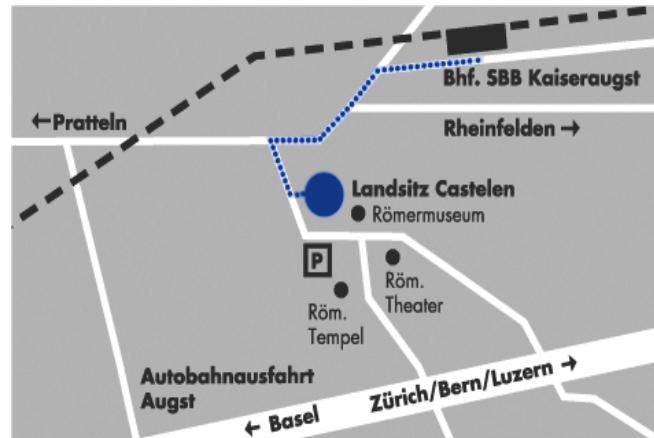 Bhf. SBB Kaiseraugst
←Pratteln
Rheinfelden →
Landsitz Castelen
Römermuseum
P
Röm.
Theater
Röm.
Tempel
Autobahnausfahrt
Augst
← Basel
Zürich/Bern/Luzern →